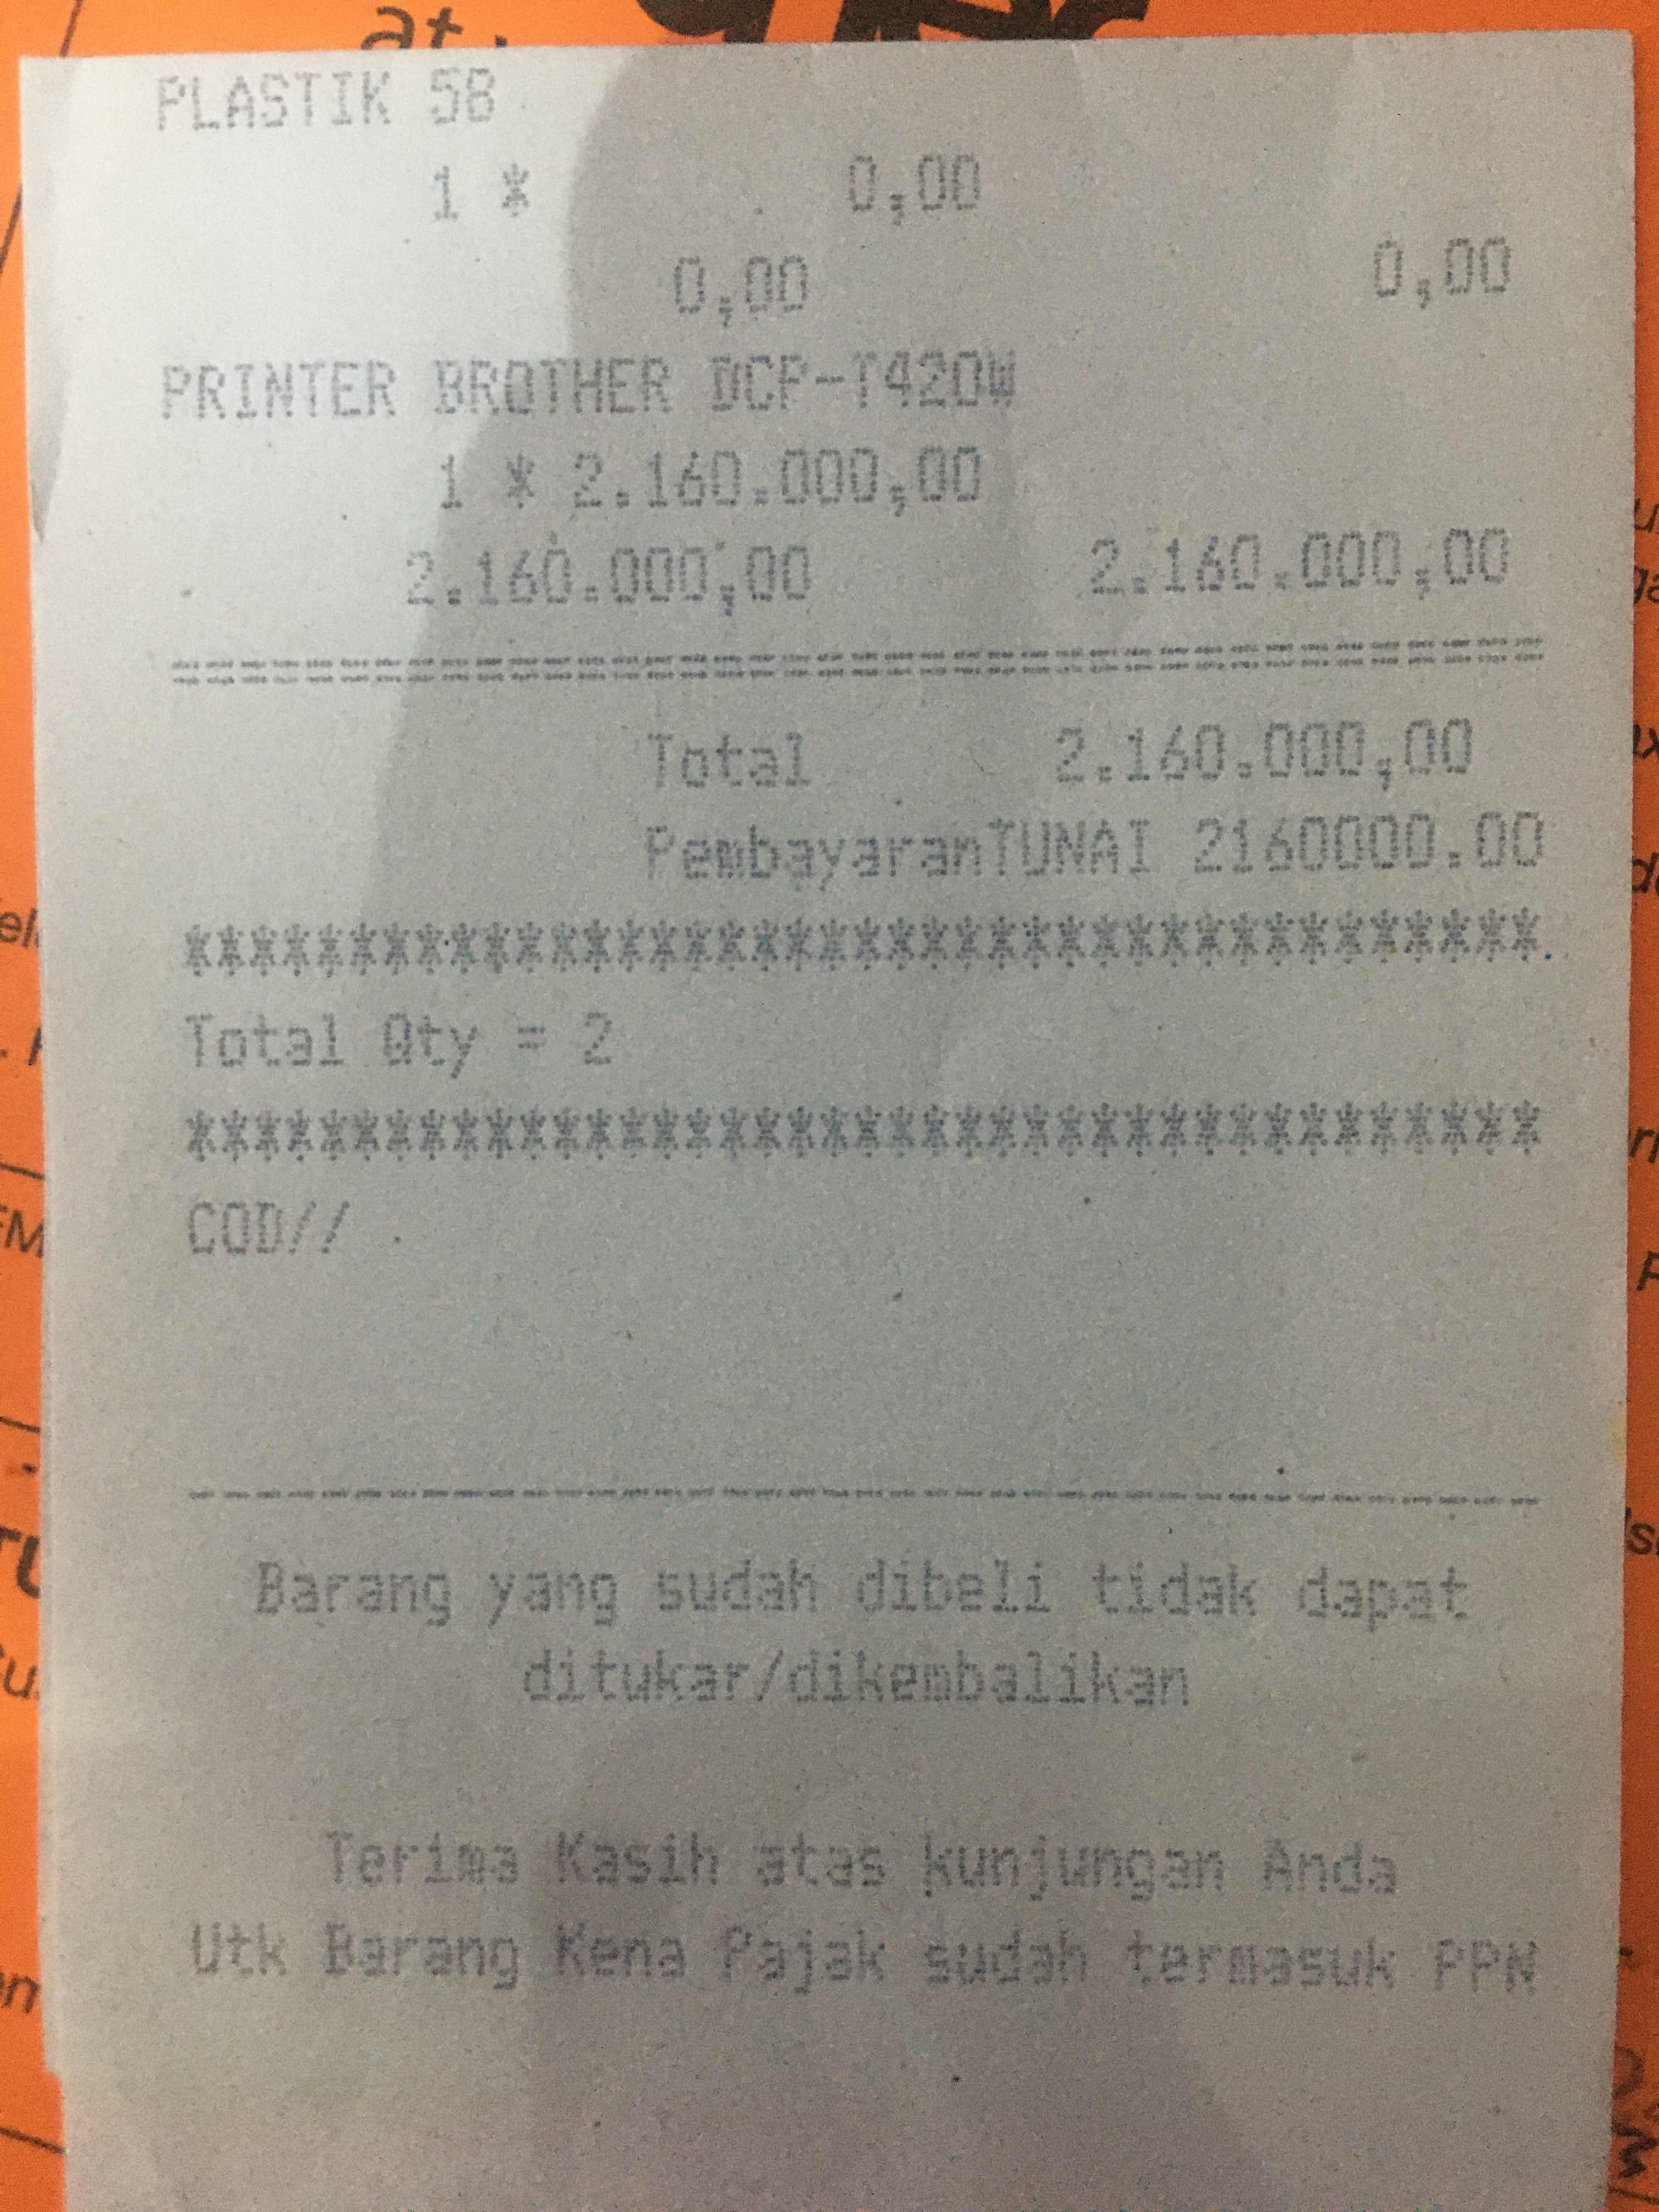 PLASTIK 5B
1 * 0,00
0,00 0,00
PRINTER BROTHER DCP-T420W
1 * 2.160.000,00
2.160.000,00 2.160.000,00
================================
Total 2.160.000,00
PembayaranTUNAI 2160000.00
****************************************
Total Qty = 2
****************************************
COD//
----------------------------------------
Barang yang sudah dibeli tidak dapat
ditukar/dikembalikan
Terima Kasih atas kunjungan Anda
Utk Barang Kena Pajak sudah termasuk PPN